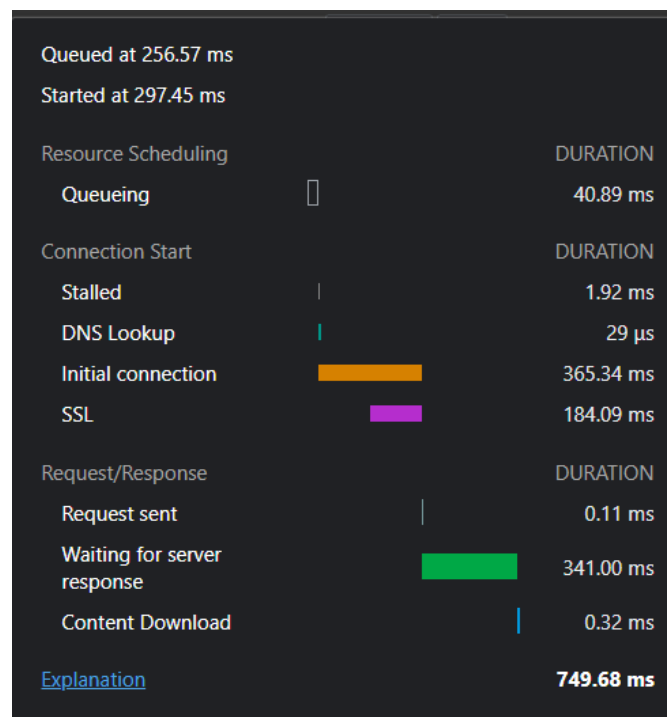 Queued at 256.57 ms
Started at 297.45 ms
Resource Scheduling DURATION
Queueing 40.89 ms
Connection Start DURATION
Stalled 1.92 ms
DNS Lookup 29 μs
Initial connection 365.34 ms
SSL 184.09 ms
Request/Response DURATION
Request sent 0.11 ms
Waiting for server
response 341.00 ms
Content Download 0.32 ms
Explanation 749.68 ms